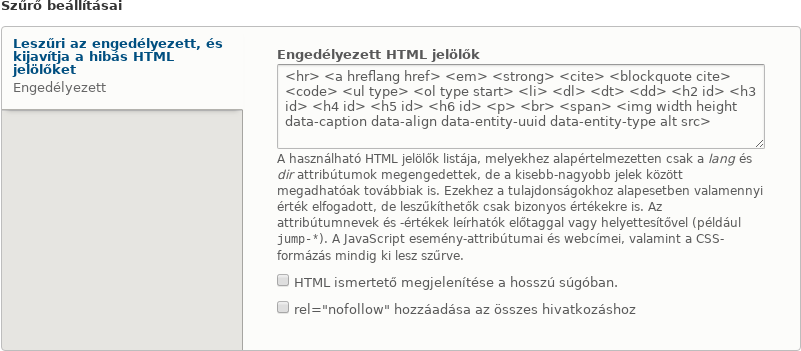 Szűrő beállításai
Leszűri az engedélyezett, és
kijavítja a hibás HTML
jelölőket
Engedélyezett
Engedélyezett HTML jelölők
<hr> <a hreflang href> <em> <strong> <cite> <blockquote cite>
<code> <ul type> <ol type start> <li> <dl> <dt> <dd> <h2 id> <h3
id> <h4 id> <h5 id> <h6 id> <p> <br> <span> <img width height
data-caption data-align data-entity-uuid data-entity-type alt src>
A használható HTML jelölők listája, melyekhez alapértelmezetten csak a lang és
dir attribútumok megengedettek, de a kisebb-nagyobb jelek között
megadhatóak továbbiak is. Ezekhez a tulajdonságokhoz alapesetben valamennyi
érték elfogadott, de leszűkíthetők csak bizonyos értékekre is. Az
attribútumnevek és -értékek leírhatók előtaggal vagy helyettesítővel (például
jump-*). A JavaScript esemény-attribútumai és webcímei, valamint a CSS-
formázás mindig ki lesz szűrve.
HTML ismertető megjelenítése a hosszú súgóban.
rel="nofollow" hozzáadása az összes hivatkozáshoz